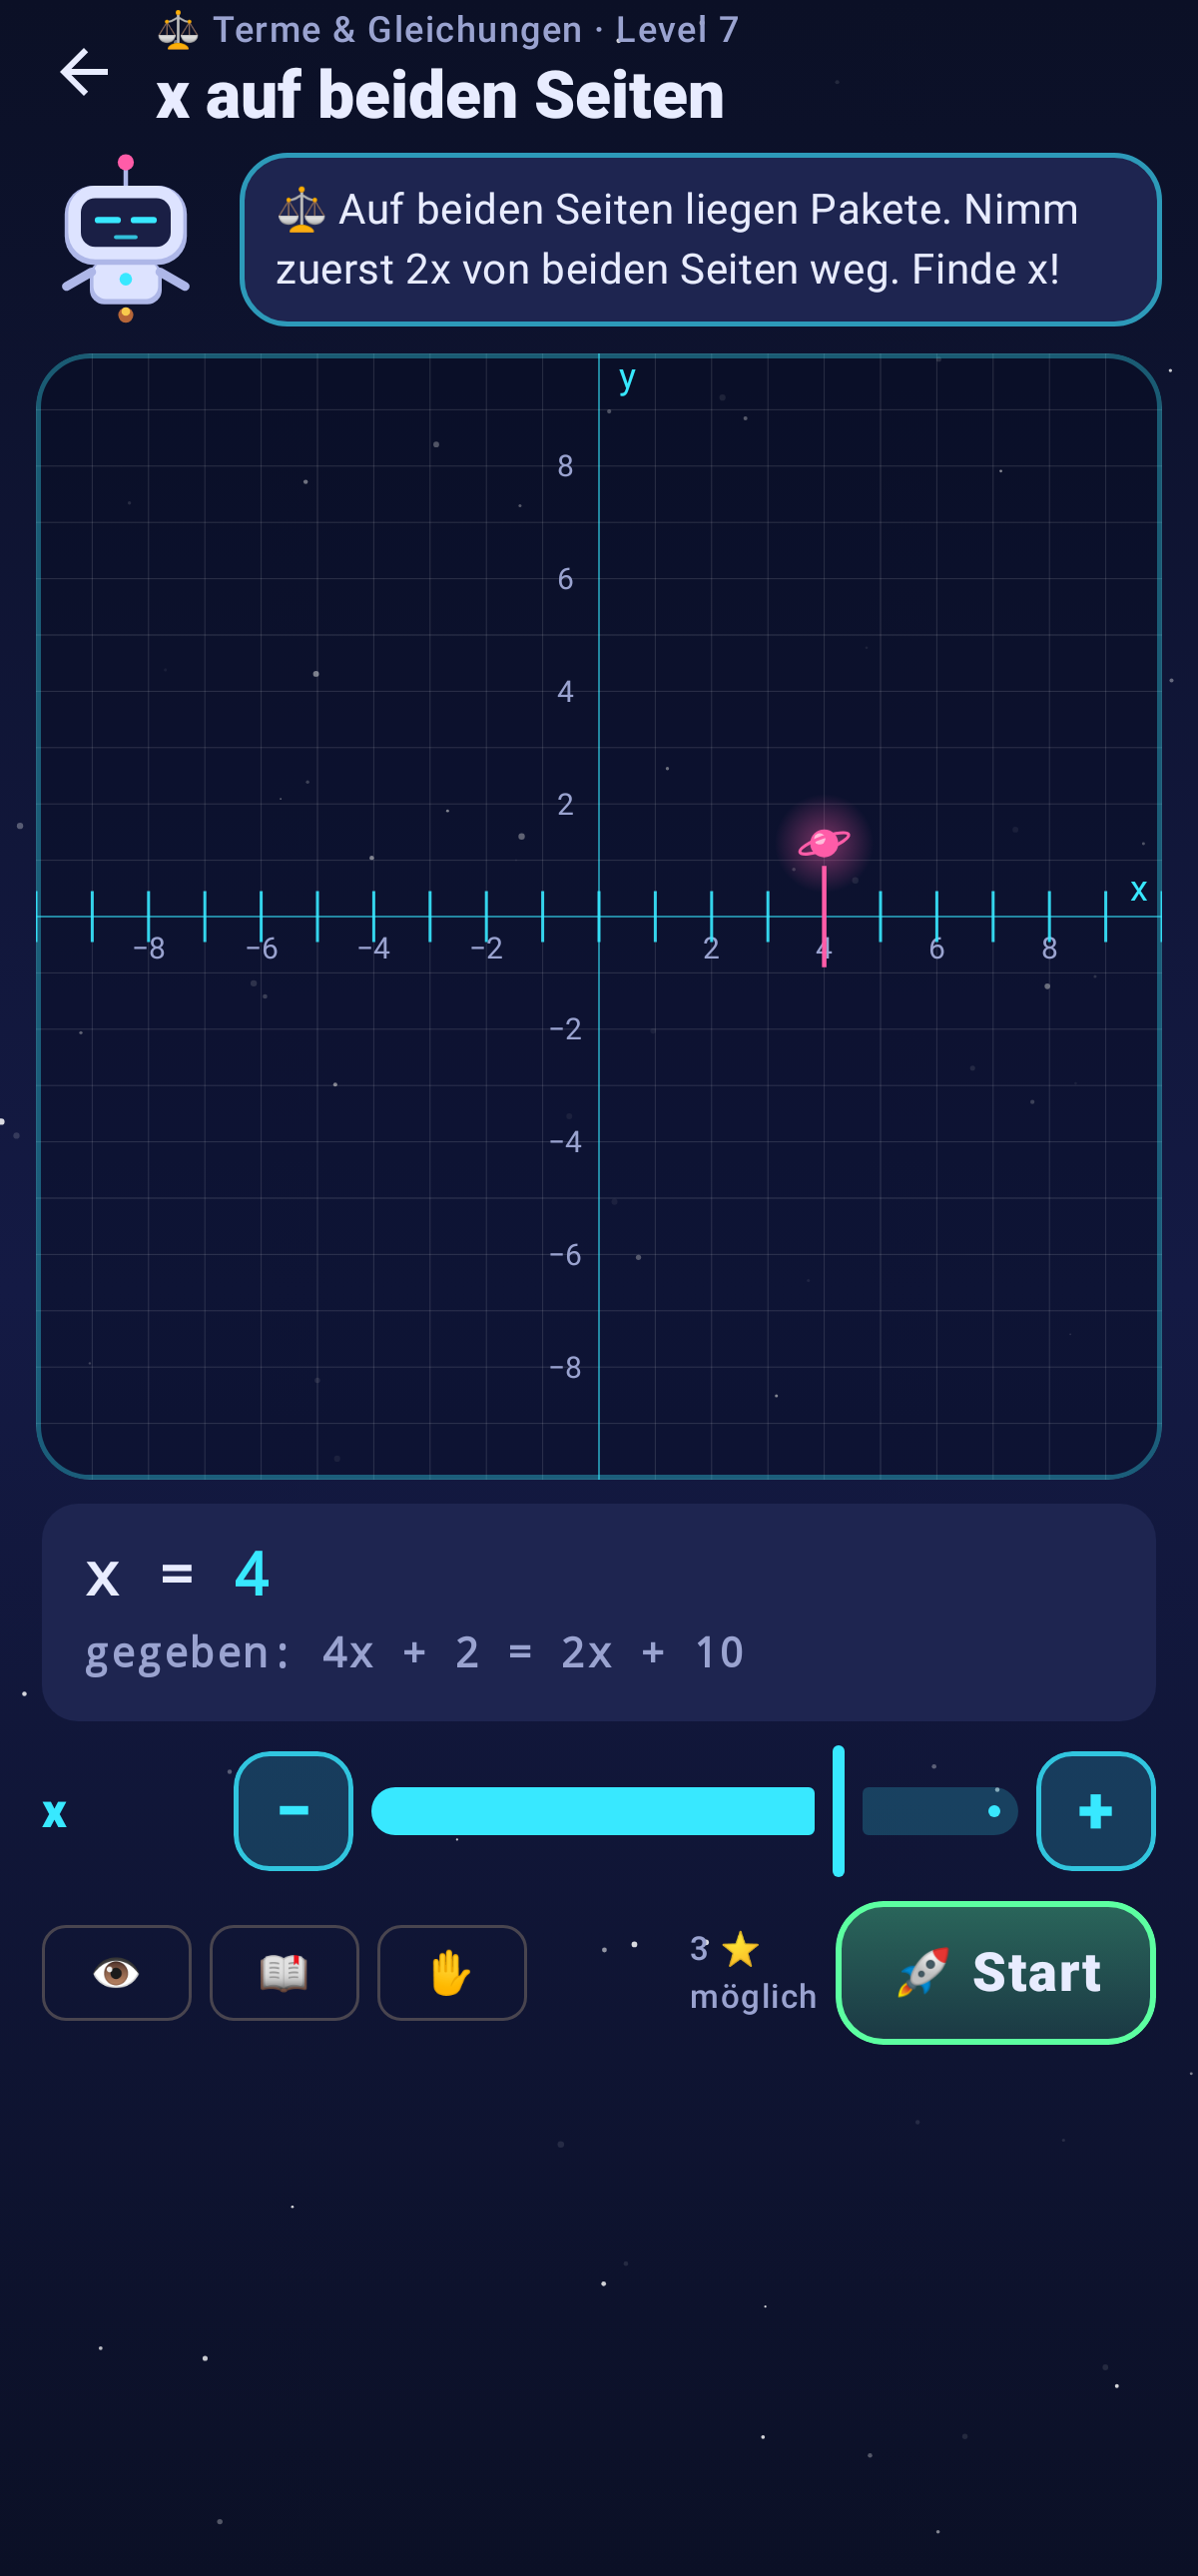 ⚖️ Terme & Gleichungen · Level 7
x auf beiden Seiten
⚖️ Auf beiden Seiten liegen Pakete. Nimm
zuerst 2x von beiden Seiten weg. Finde x!
y
8
6
4
2
x
−8 −6 −4 −2 2 4 6 8
−2
−4
−6
−8
x = 4
gegeben: 4x + 2 = 2x + 10
x − +
3 ⭐
möglich
🚀 Start